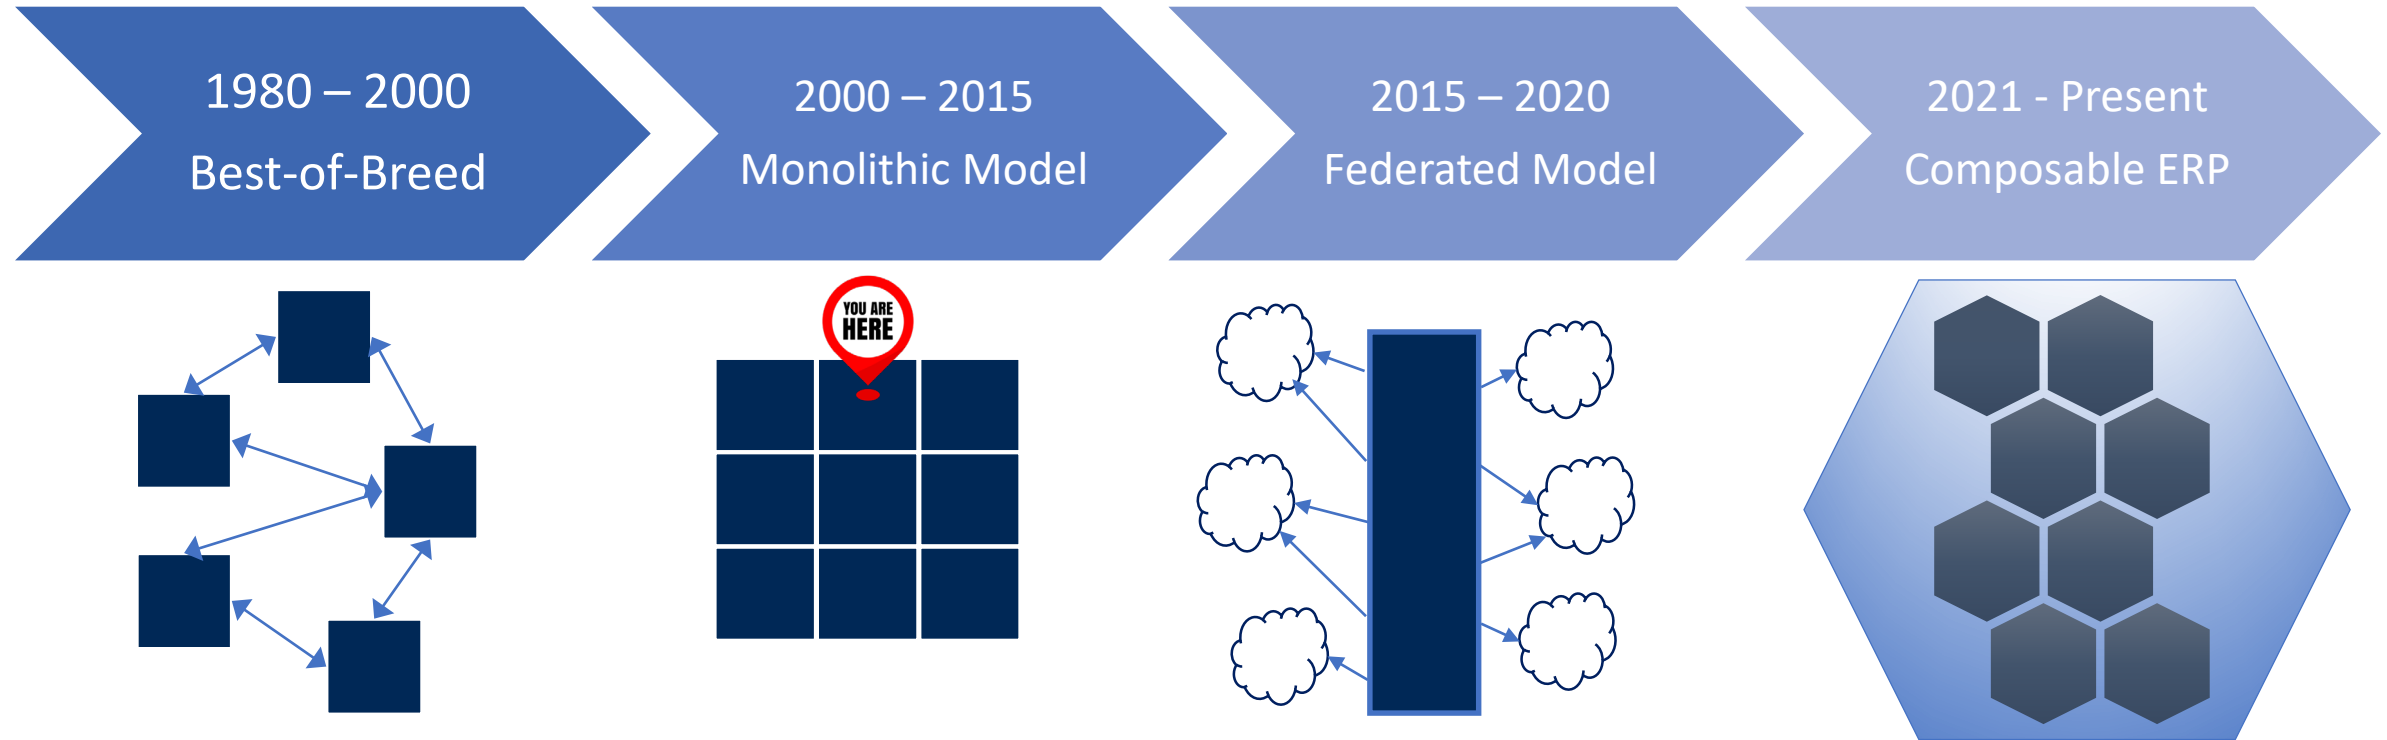 1980 – 2000
Best-of-Breed
2000 – 2015
Monolithic Model
2015 – 2020
Federated Model
2021 - Present
Composable ERP
YOU ARE
HERE